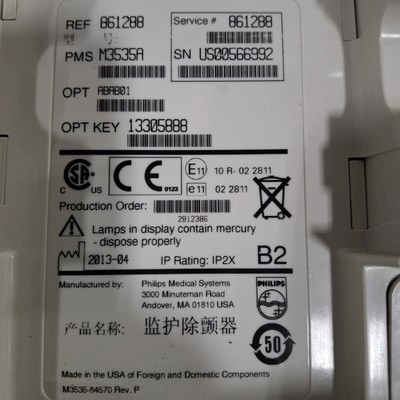 REF 861288
Service # 861288
PMS M3535A
SN US00566992
OPT ABAB01
OPT KEY 13305888
C US
0123
E11 10 R- 02 2811
e11 02 2811
Production Order:
2812386
Lamps in display contain mercury
- dispose properly
2013-04 IP Rating: IP2X B2
Manufactured by: Philips Medical Systems
3000 Minuteman Road
Andover, MA 01810 USA
PHILIPS
产品名称: 监护除颤器
50
Made in the USA of Foreign and Domestic Components
M3535-84570 Rev. P